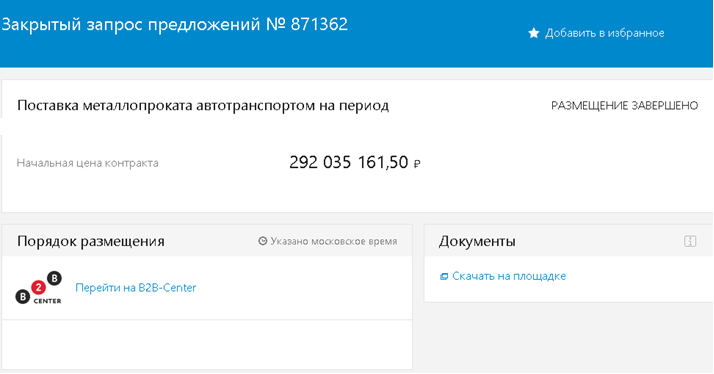 Закрытый запрос предложений № 871362
Добавить в избранное
Поставка металлопроката автотранспортом на период
РАЗМЕЩЕНИЕ ЗАВЕРШЕНО
Начальная цена контракта
292 035 161,50 ₽
Порядок размещения
Указано московское время
B 2 B CENTER
Перейти на B2B-Center
Документы
Скачать на площадке